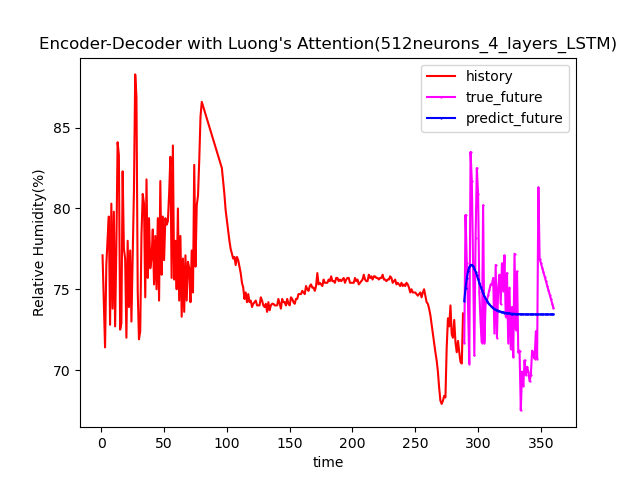 Encoder-Decoder with Luong's Attention(512neurons_4_layers_LSTM)
history
true_future
predict_future
Relative Humidity(%)
85
80
75
70
0 50 100 150 200 250 300 350
time